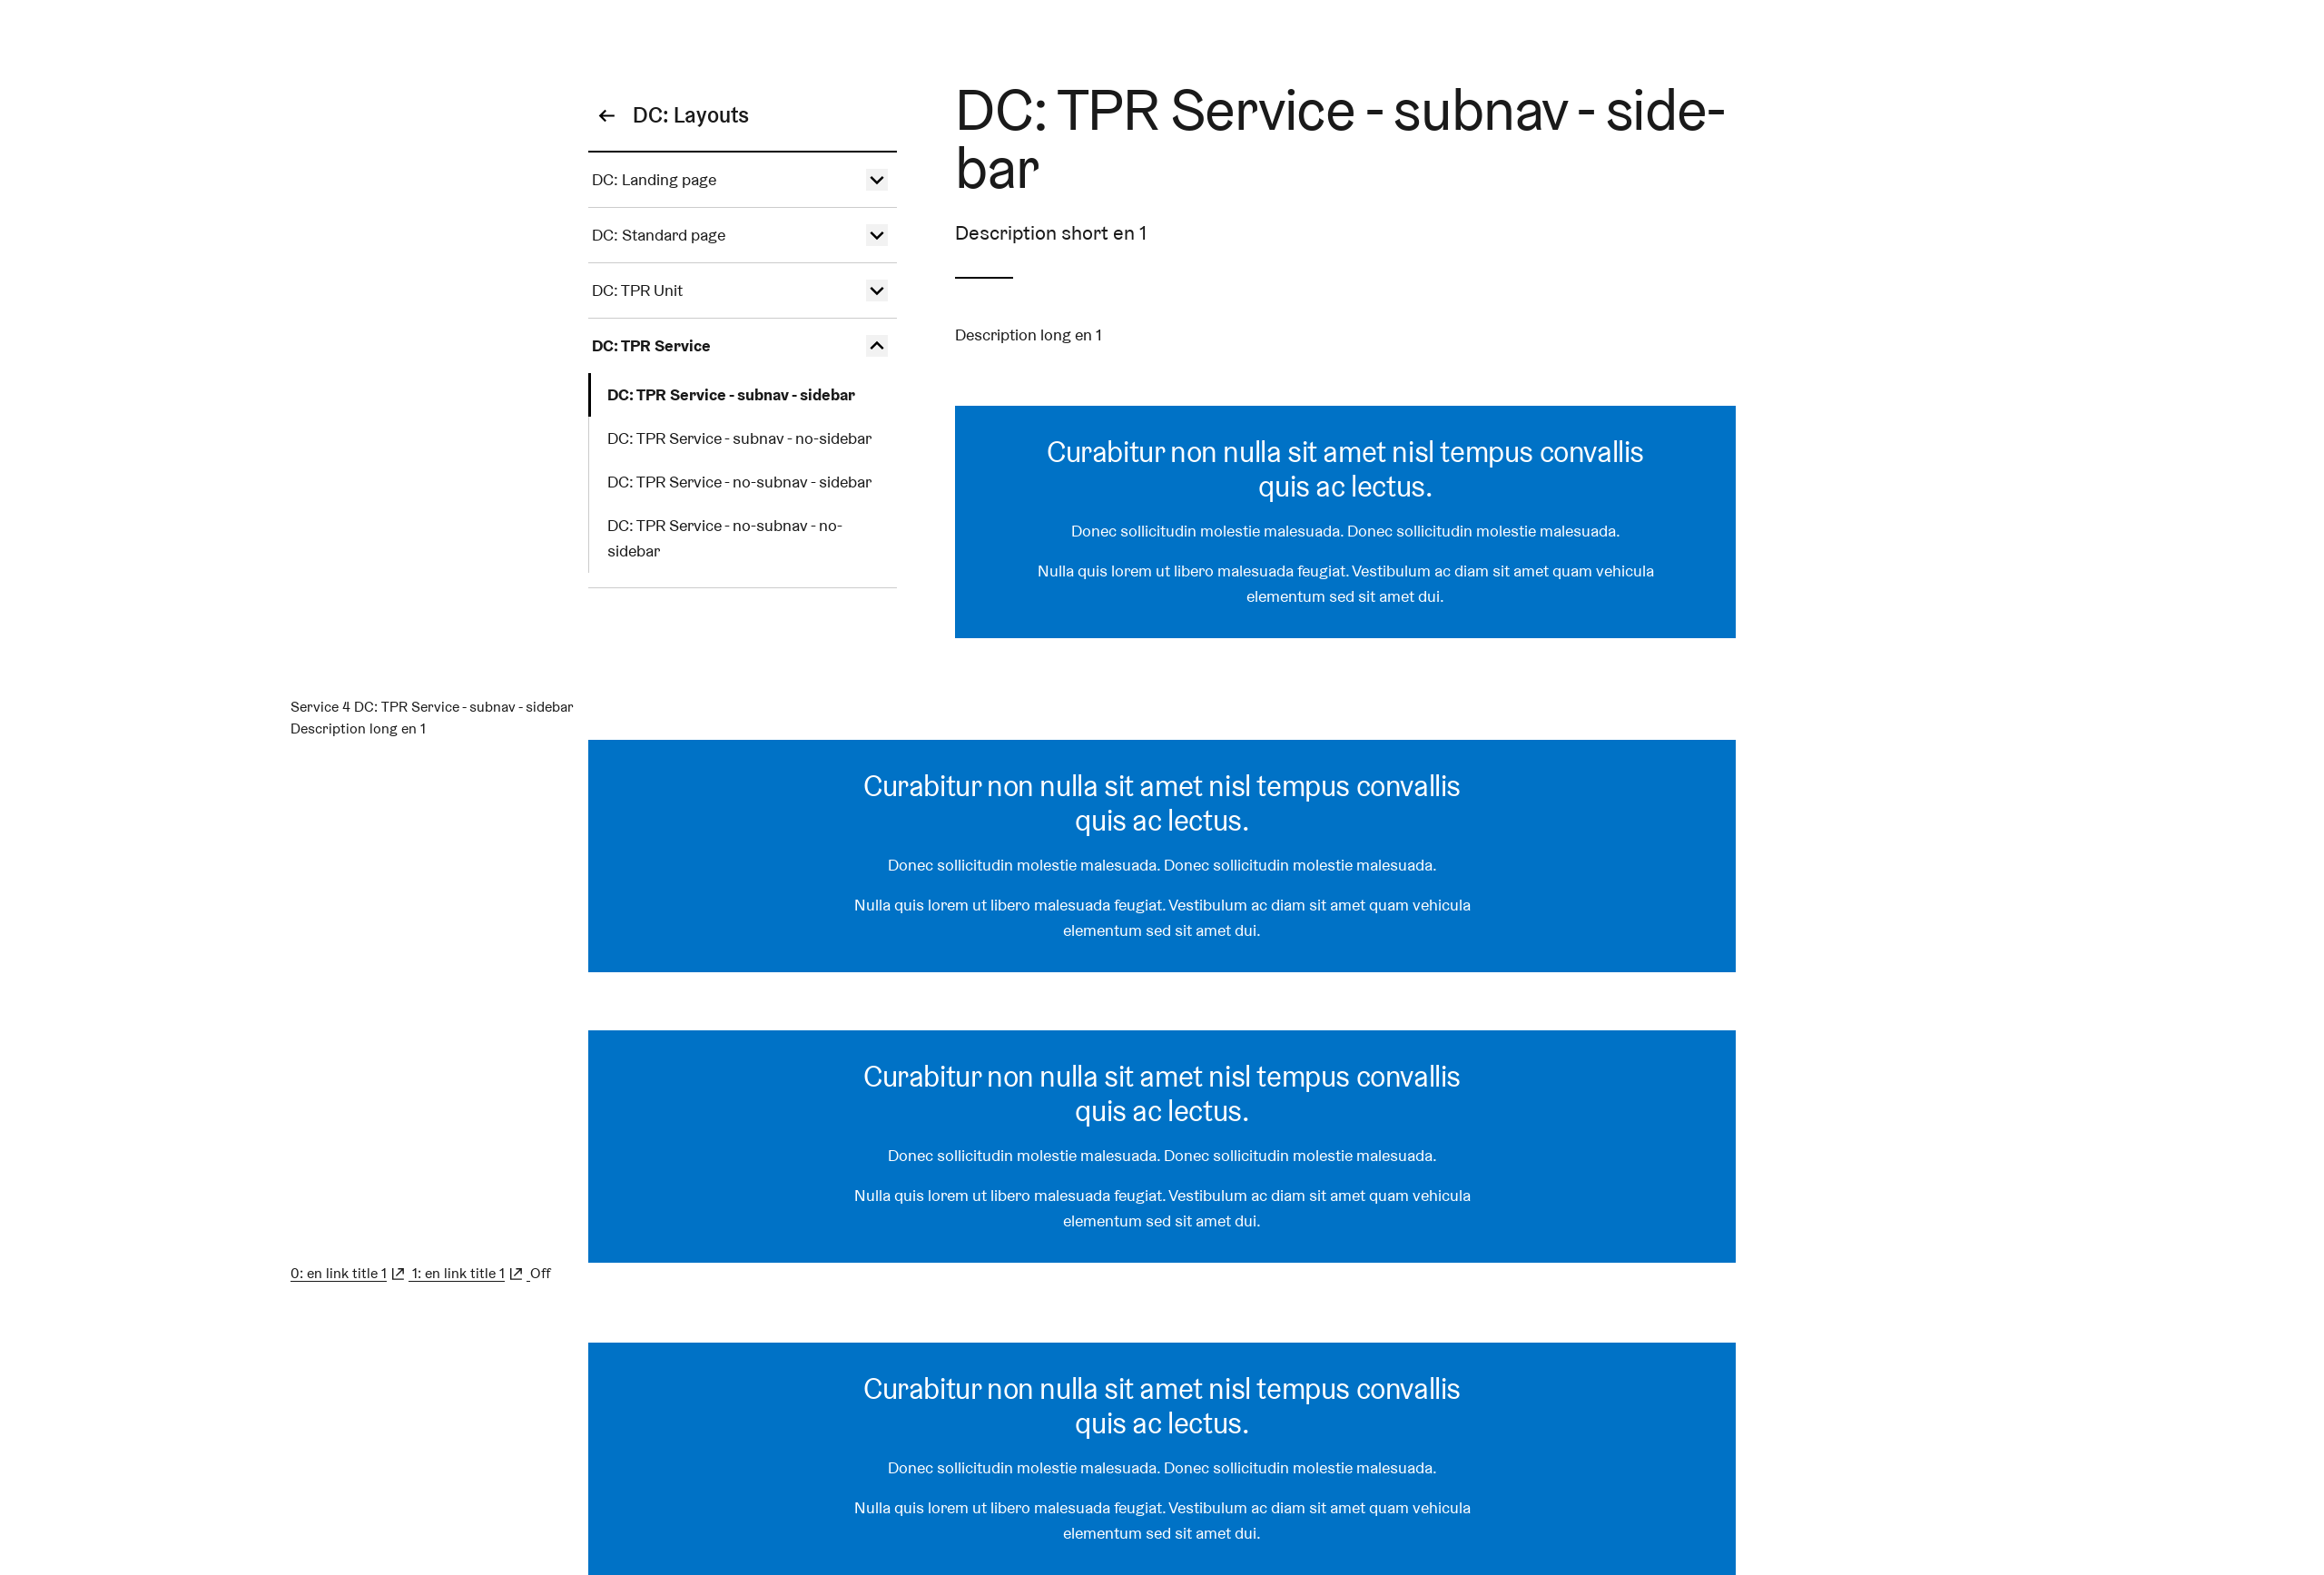 DC: Layouts
DC: Landing page
DC: Standard page
DC: TPR Unit
DC: TPR Service
DC: TPR Service - subnav - sidebar
DC: TPR Service - subnav - no-sidebar
DC: TPR Service - no-subnav - sidebar
DC: TPR Service - no-subnav - no-
sidebar
DC: TPR Service - subnav - side-
bar
Description short en 1
Description long en 1
Curabitur non nulla sit amet nisl tempus convallis
quis ac lectus.
Donec sollicitudin molestie malesuada. Donec sollicitudin molestie malesuada.
Nulla quis lorem ut libero malesuada feugiat. Vestibulum ac diam sit amet quam vehicula
elementum sed sit amet dui.
Service 4 DC: TPR Service - subnav - sidebar
Description long en 1
Curabitur non nulla sit amet nisl tempus convallis
quis ac lectus.
Donec sollicitudin molestie malesuada. Donec sollicitudin molestie malesuada.
Nulla quis lorem ut libero malesuada feugiat. Vestibulum ac diam sit amet quam vehicula
elementum sed sit amet dui.
Curabitur non nulla sit amet nisl tempus convallis
quis ac lectus.
Donec sollicitudin molestie malesuada. Donec sollicitudin molestie malesuada.
Nulla quis lorem ut libero malesuada feugiat. Vestibulum ac diam sit amet quam vehicula
elementum sed sit amet dui.
0: en link title 1 1: en link title 1 Off
Curabitur non nulla sit amet nisl tempus convallis
quis ac lectus.
Donec sollicitudin molestie malesuada. Donec sollicitudin molestie malesuada.
Nulla quis lorem ut libero malesuada feugiat. Vestibulum ac diam sit amet quam vehicula
elementum sed sit amet dui.